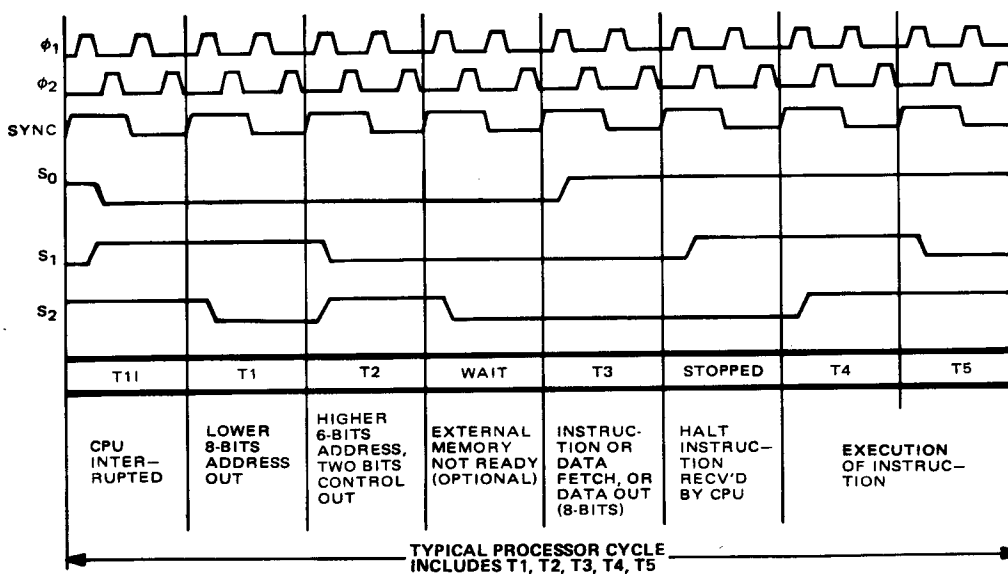 ϕ1
ϕ2
SYNC
S0
S1
S2
T1I
T1
T2
WAIT
T3
STOPPED
T4
T5
CPU
INTER–
RUPTED
LOWER
8-BITS
ADDRESS
OUT
HIGHER
6-BITS
ADDRESS,
TWO BITS
CONTROL
OUT
EXTERNAL
MEMORY
NOT READY
(OPTIONAL)
INSTRUC-
TION OR
DATA
FETCH, OR
DATA OUT
(8-BITS)
HALT
INSTRUC–
TION
RECV'D
BY CPU
EXECUTION
OF INSTRUC–
TION
TYPICAL PROCESSOR CYCLE
INCLUDES T1, T2, T3, T4, T5